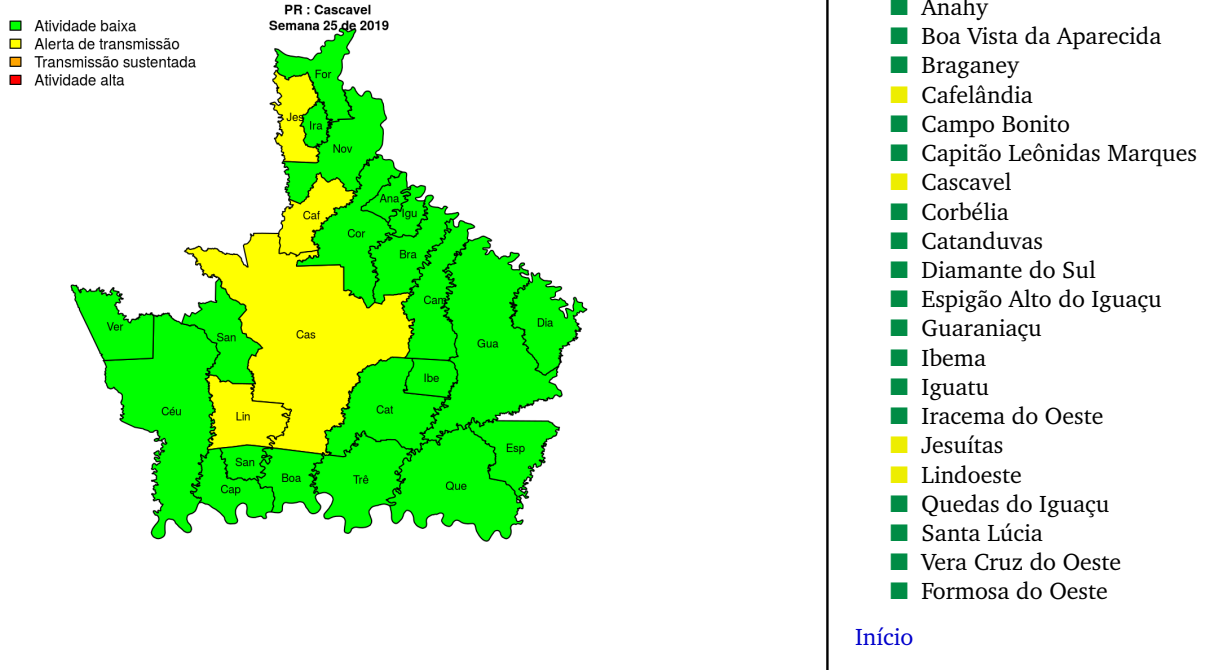 PR : Cascavel
Semana 25 de 2019
Atividade baixa
Alerta de transmissão
Transmissão sustentada
Atividade alta
For
Jes
Ira
Nov
Ana
Caf
Igu
Cor
Bra
Cam
Dia
Ver
San
Cas
Gua
Ibe
Céu
Lin
Cat
Esp
San
Boa
Trê
Cap
Que
Anahy
Boa Vista da Aparecida
Braganey
Cafelândia
Campo Bonito
Capitão Leônidas Marques
Cascavel
Corbélia
Catanduvas
Diamante do Sul
Espigão Alto do Iguaçu
Guaraniaçu
Ibema
Iguatu
Iracema do Oeste
Jesuítas
Lindoeste
Quedas do Iguaçu
Santa Lúcia
Vera Cruz do Oeste
Formosa do Oeste
Início